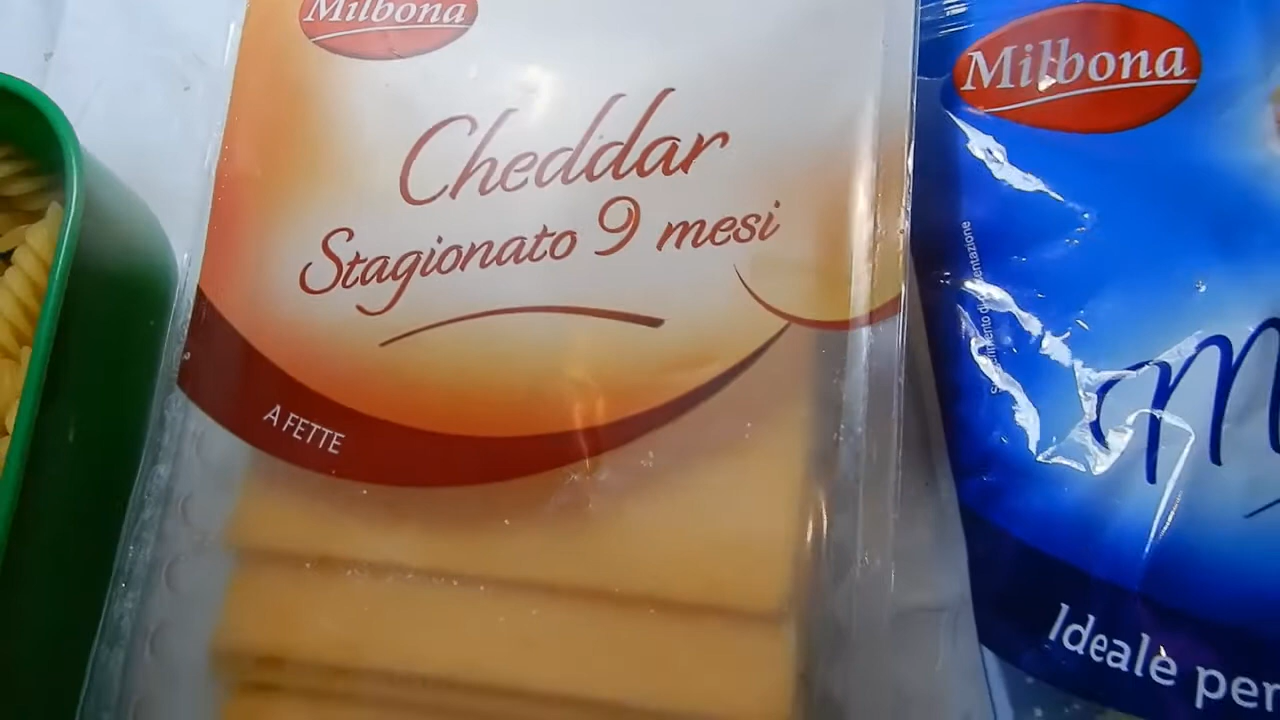 Milbona
Cheddar
Stagionato 9 mesi
A FETTE
Milbona
M
Ideale per